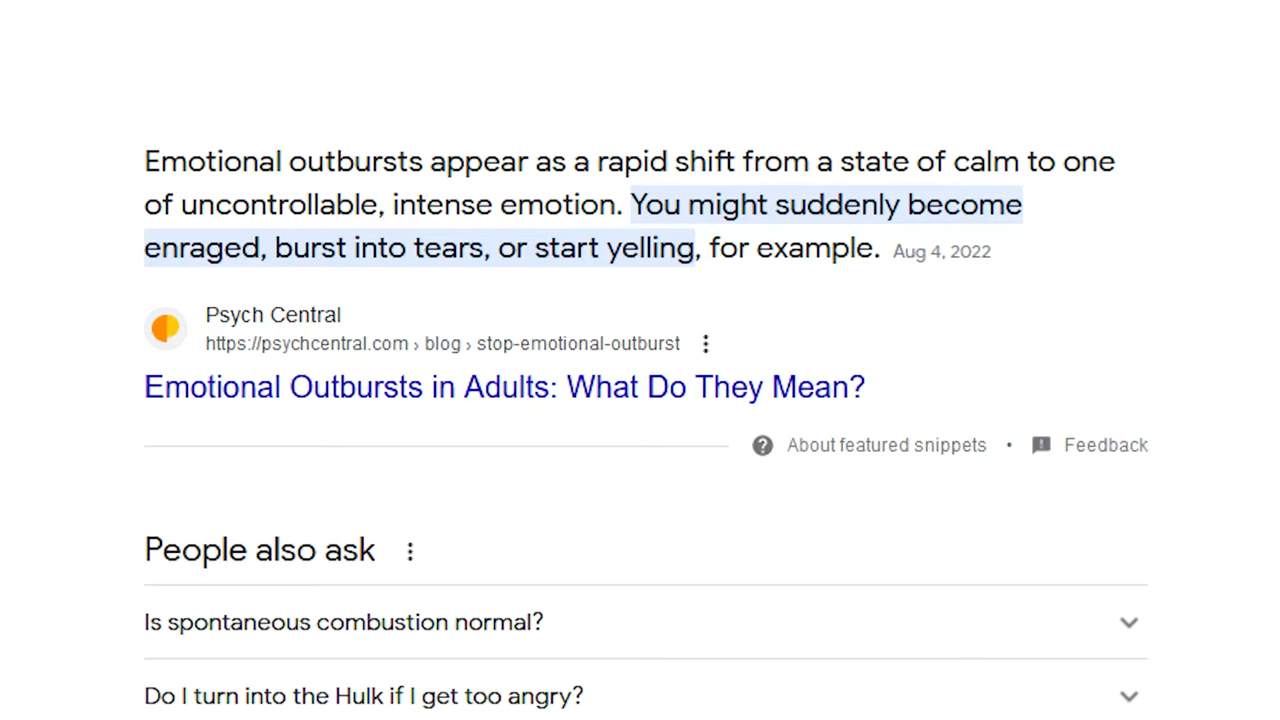 Emotional outbursts appear as a rapid shift from a state of calm to one
of uncontrollable, intense emotion. You might suddenly become
enraged, burst into tears, or start yelling, for example. Aug 4, 2022
Psych Central
https://psychcentral.com › blog › stop-emotional-outburst
Emotional Outbursts in Adults: What Do They Mean?
About featured snippets • Feedback
People also ask
Is spontaneous combustion normal?
Do I turn into the Hulk if I get too angry?